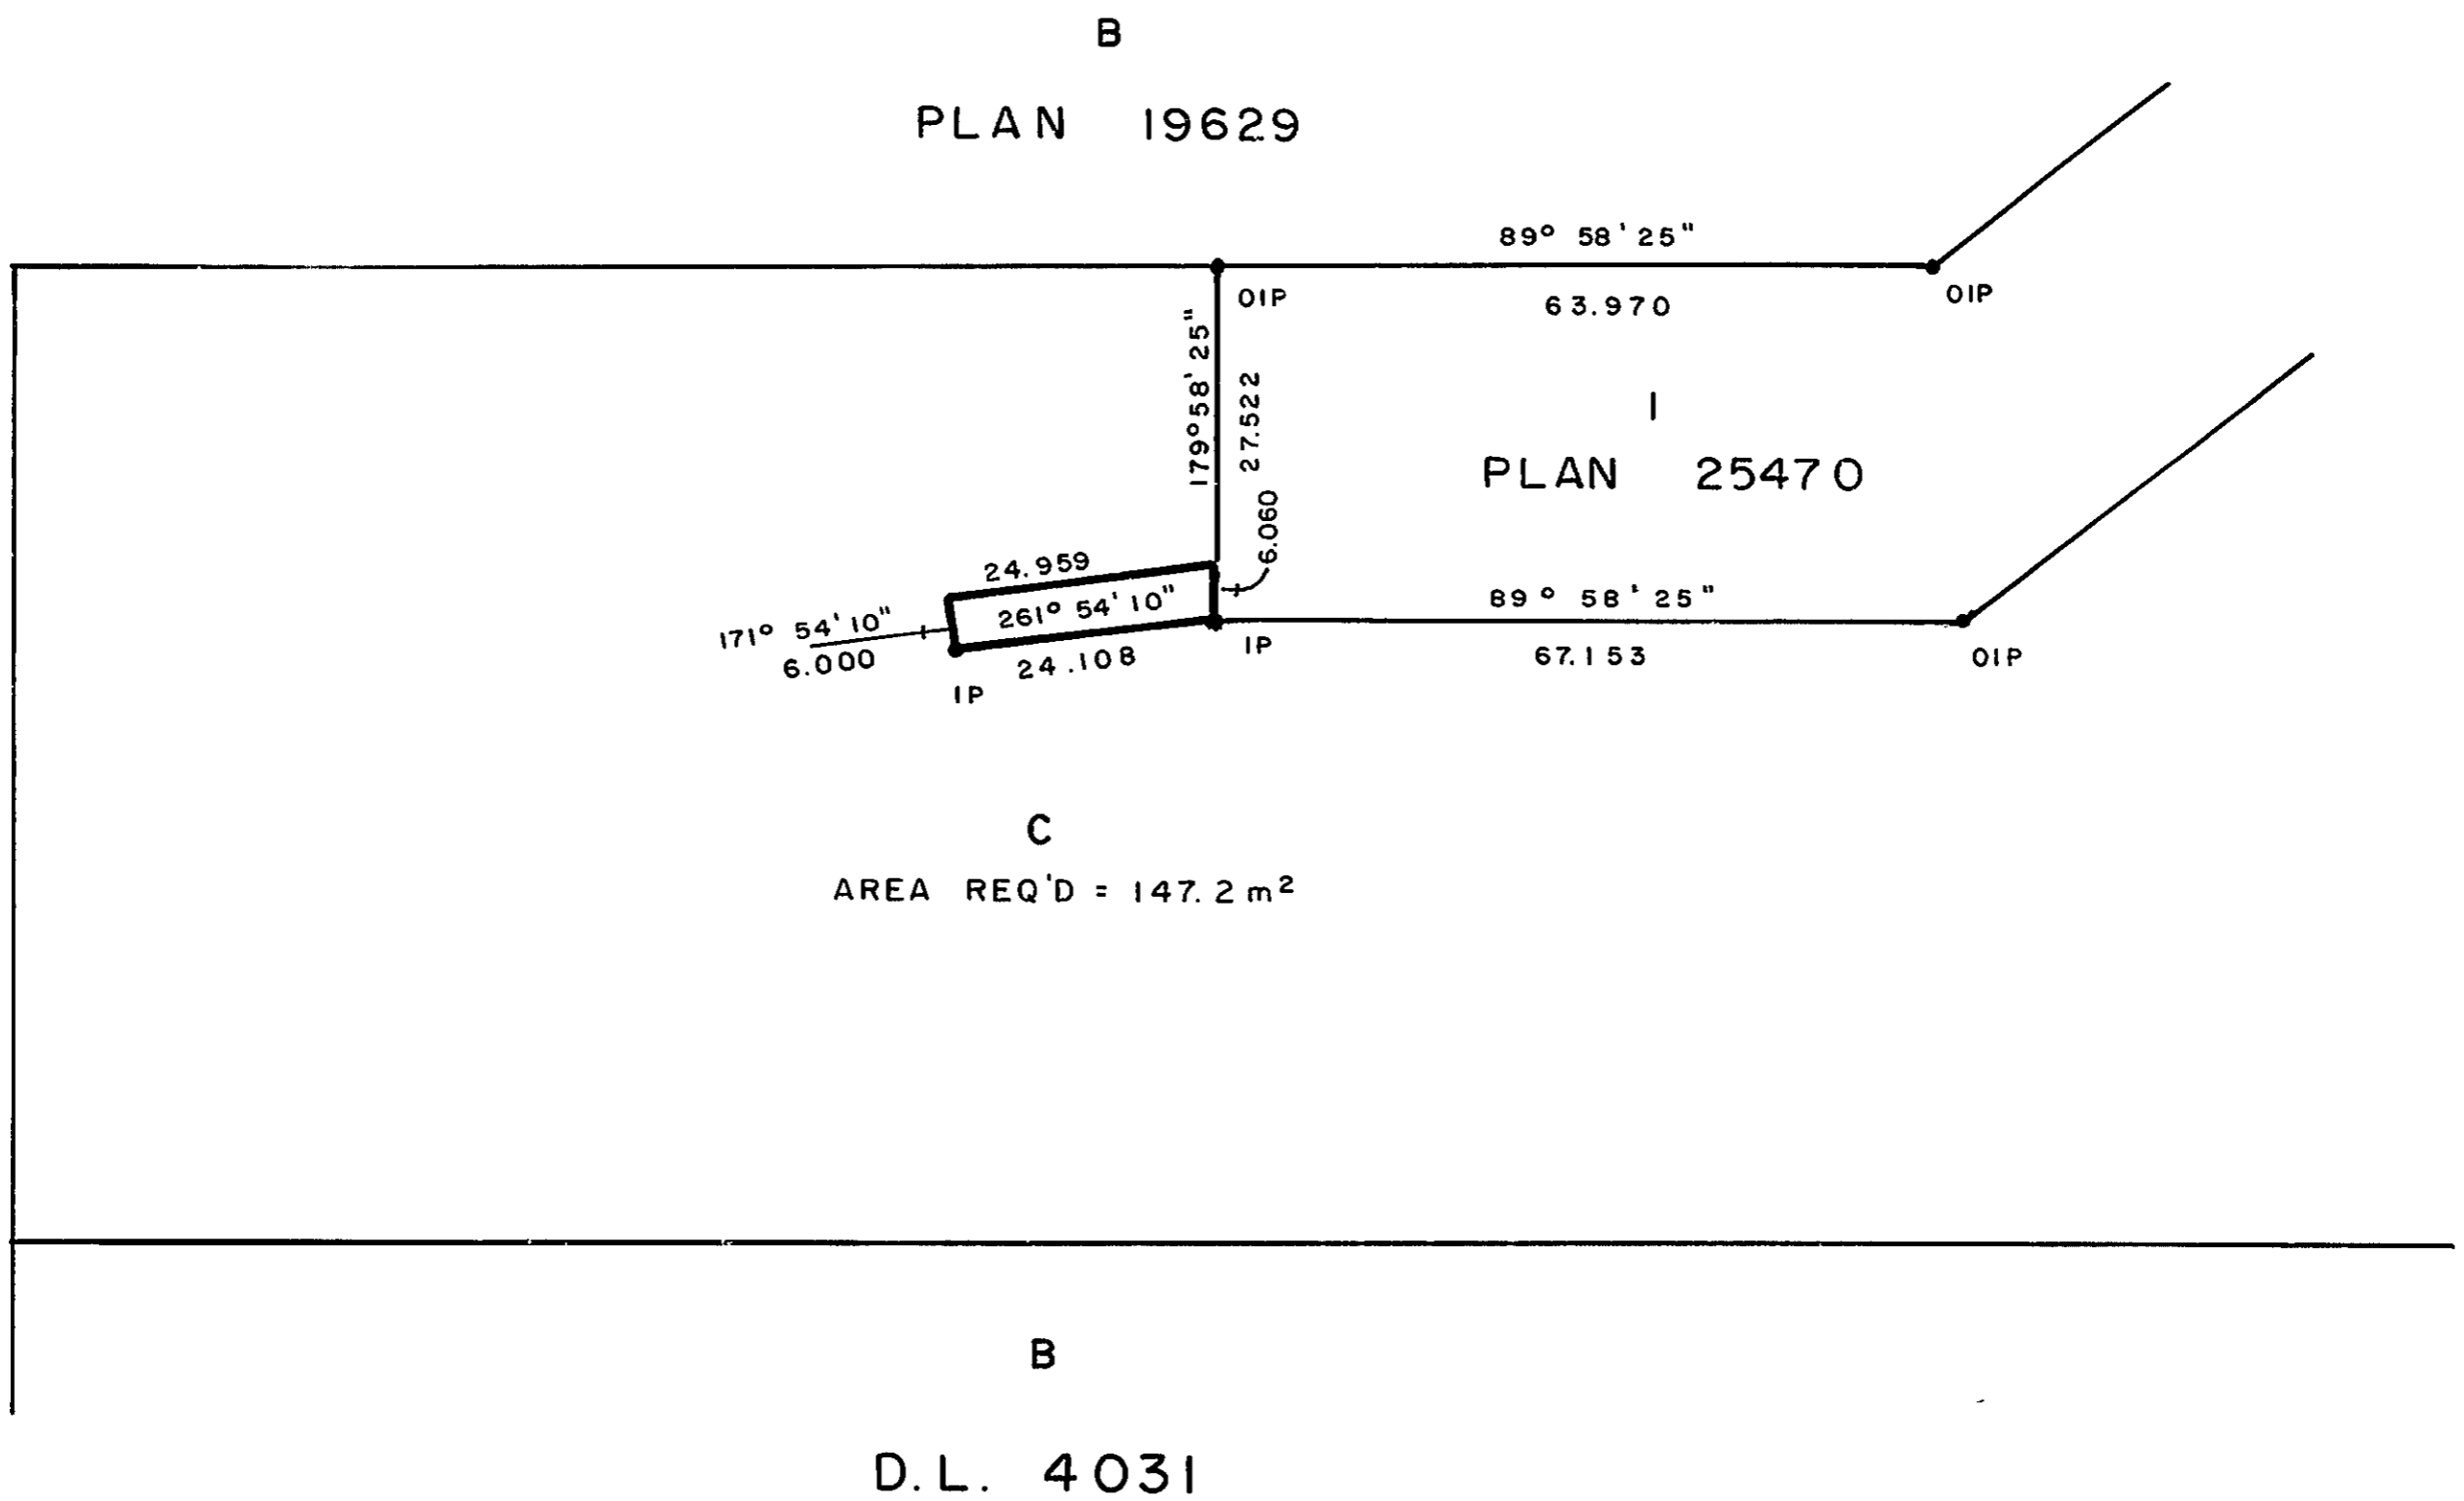 B
PLAN 19629
89° 58' 25"
63.970
OIP
OIP
179° 58' 25"
27.522
6.060
1
PLAN 25470
24.959
261° 54' 10"
24.108
171° 54' 10"
6.000
IP
IP
89° 58' 25"
67.153
OIP
C
AREA REQ'D = 147.2 m²
B
D.L. 4031